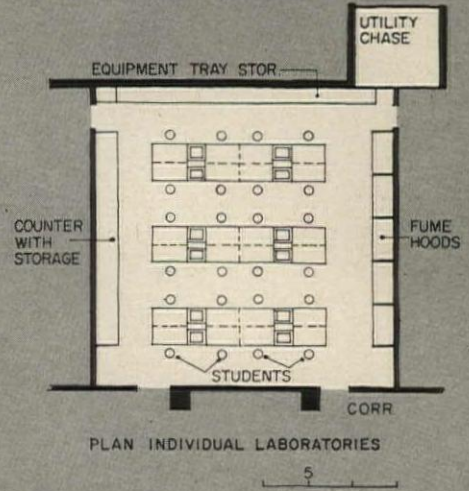 UTILITY
CHASE
EQUIPMENT TRAY STOR.
COUNTER
WITH
STORAGE
FUME
HOODS
STUDENTS
CORR
PLAN INDIVIDUAL LABORATORIES
5